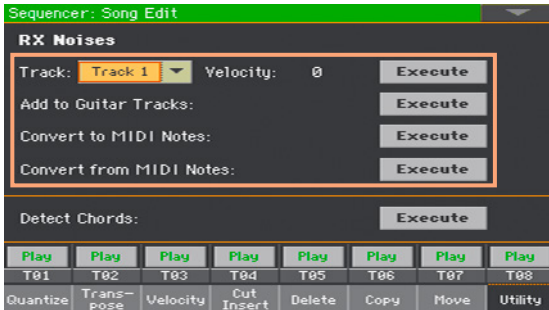 Sequencer: Song Edit
RX Noises
Track: Track 1 Velocity: 0 Execute
Add to Guitar Tracks: Execute
Convert to MIDI Notes: Execute
Convert from MIDI Notes: Execute
Detect Chords: Execute
Play Play Play Play Play Play Play Play
T01 T02 T03 T04 T05 T06 T07 T08
Quantize Trans-pose Velocity Cut Insert Delete Copy Move Utility